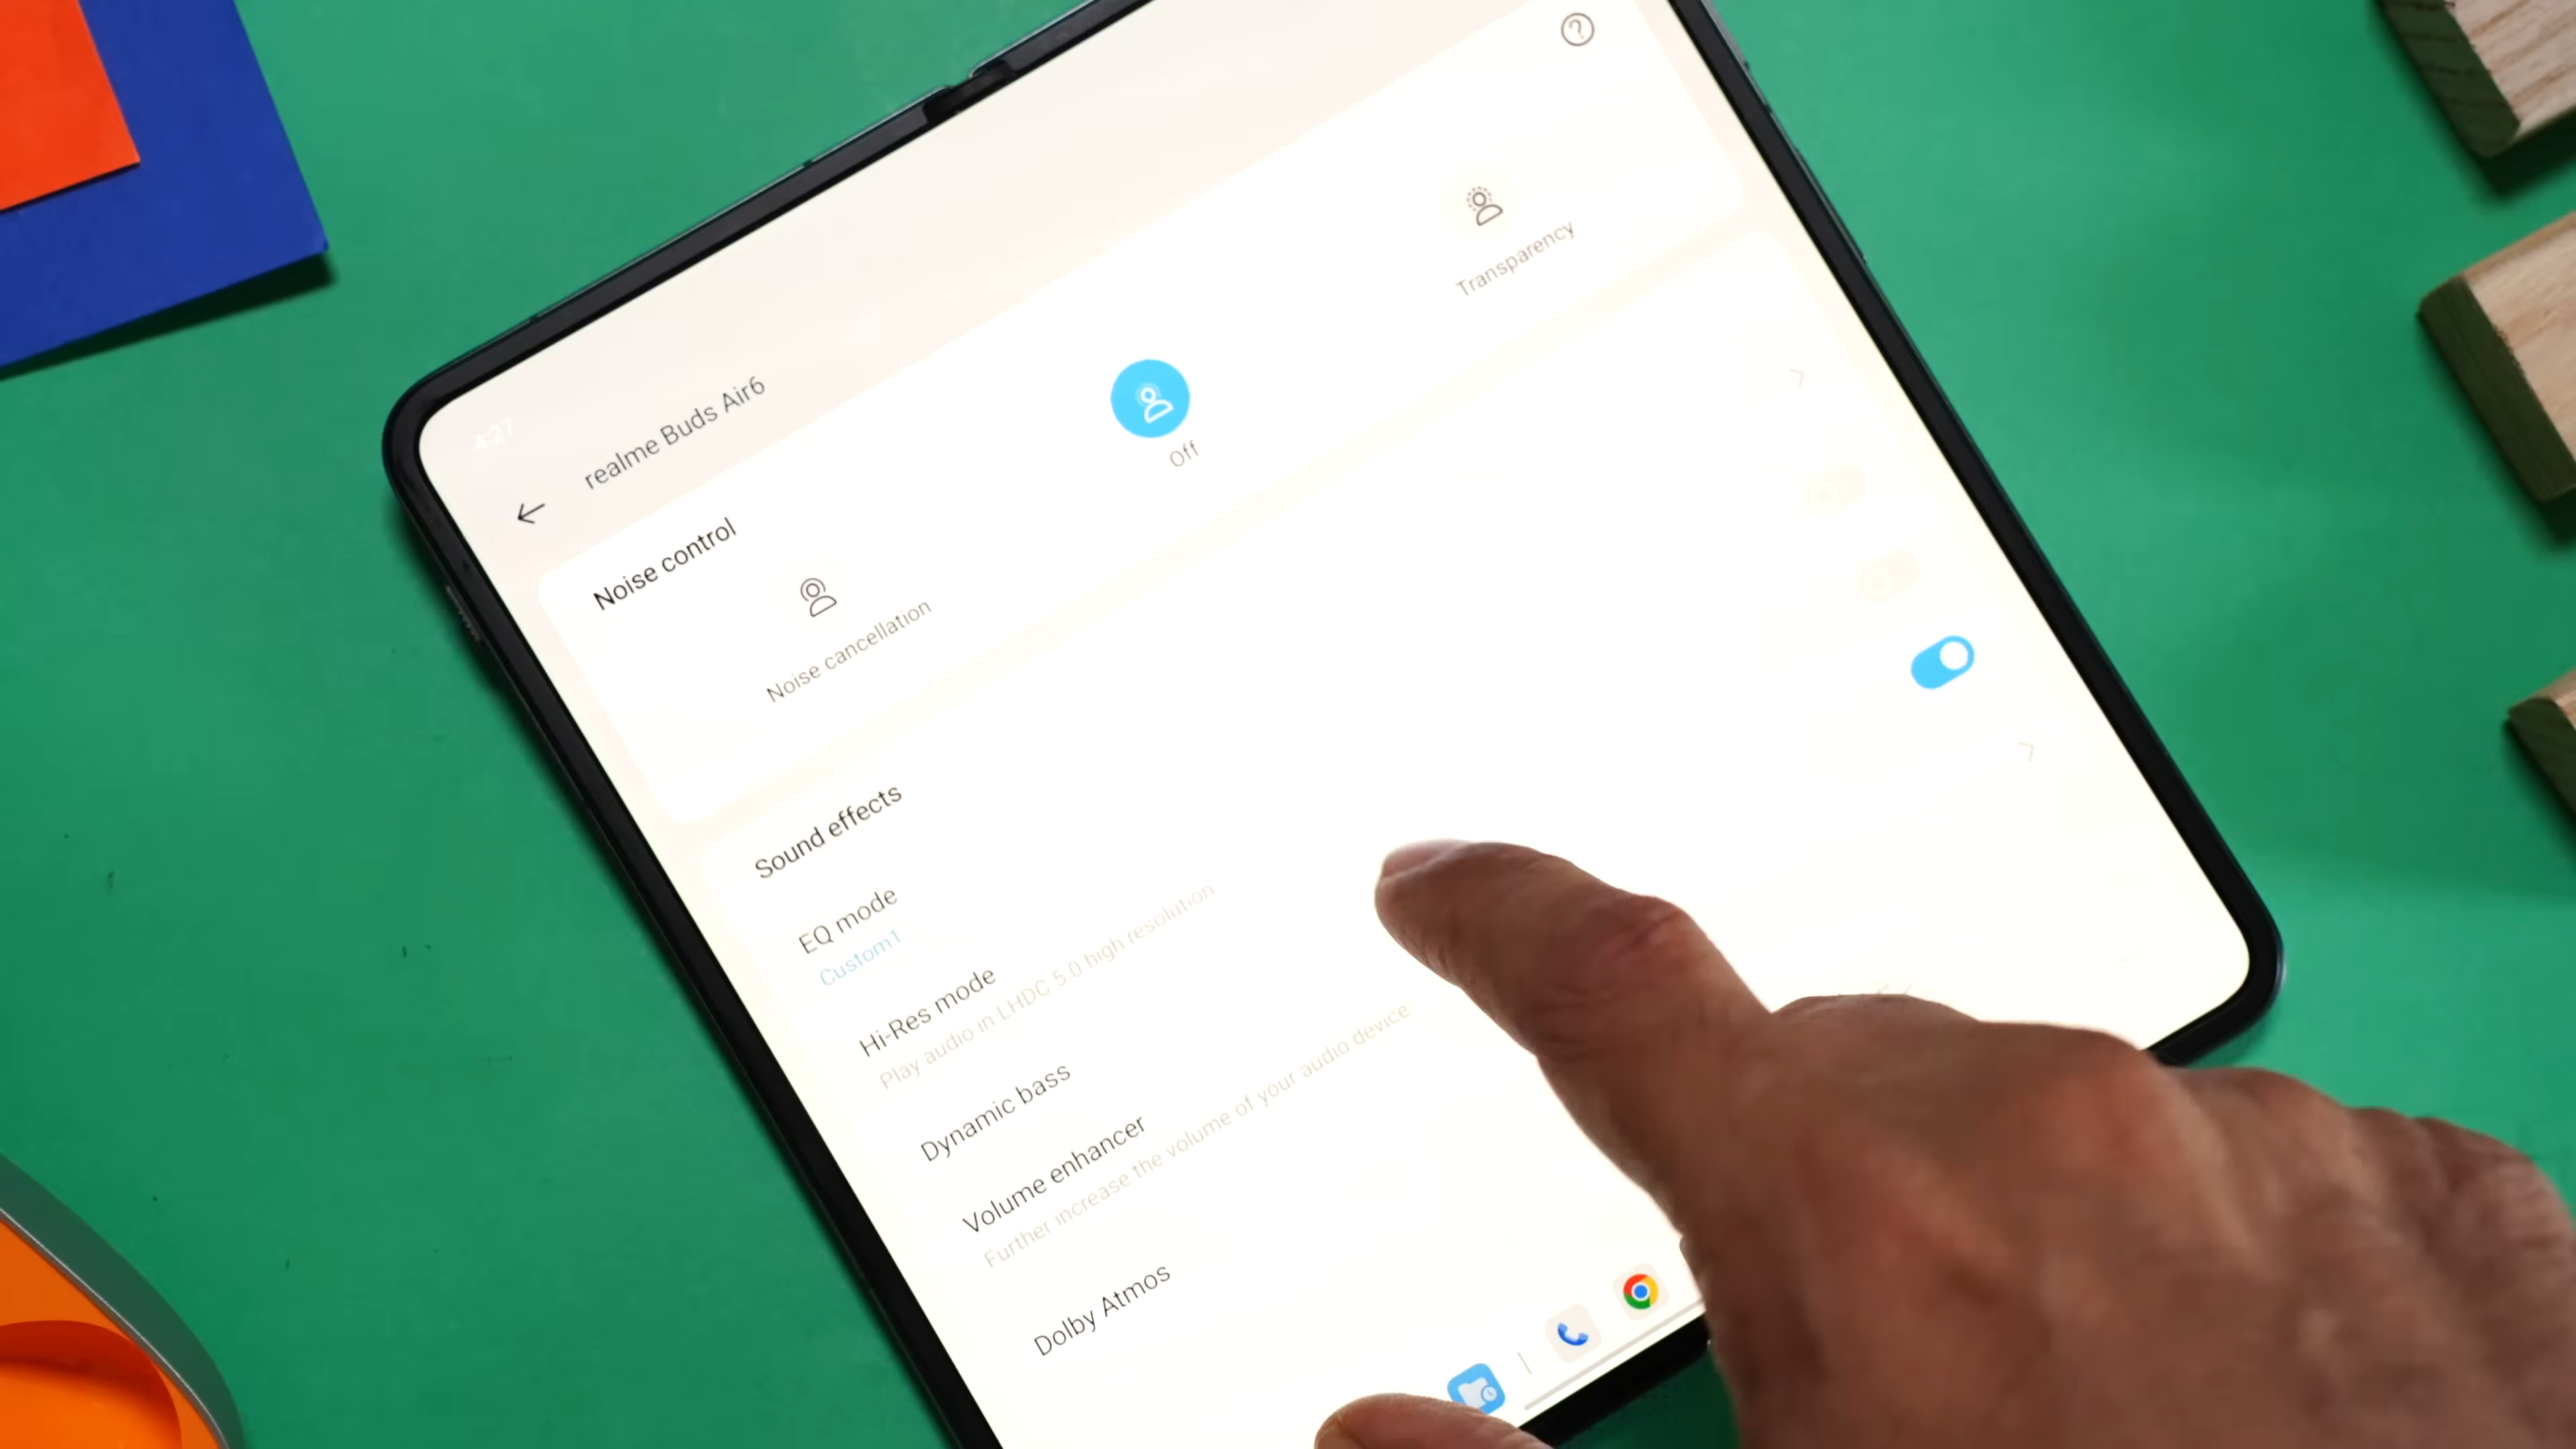 4:27
realme Buds Air6
Noise control
Noise cancellation
Off
Transparency
Sound effects
EQ mode
Custom1
Hi-Res mode
Play audio in LHDC 5.0 high resolution
Dynamic bass
Volume enhancer
Further increase the volume of your audio device
Dolby Atmos